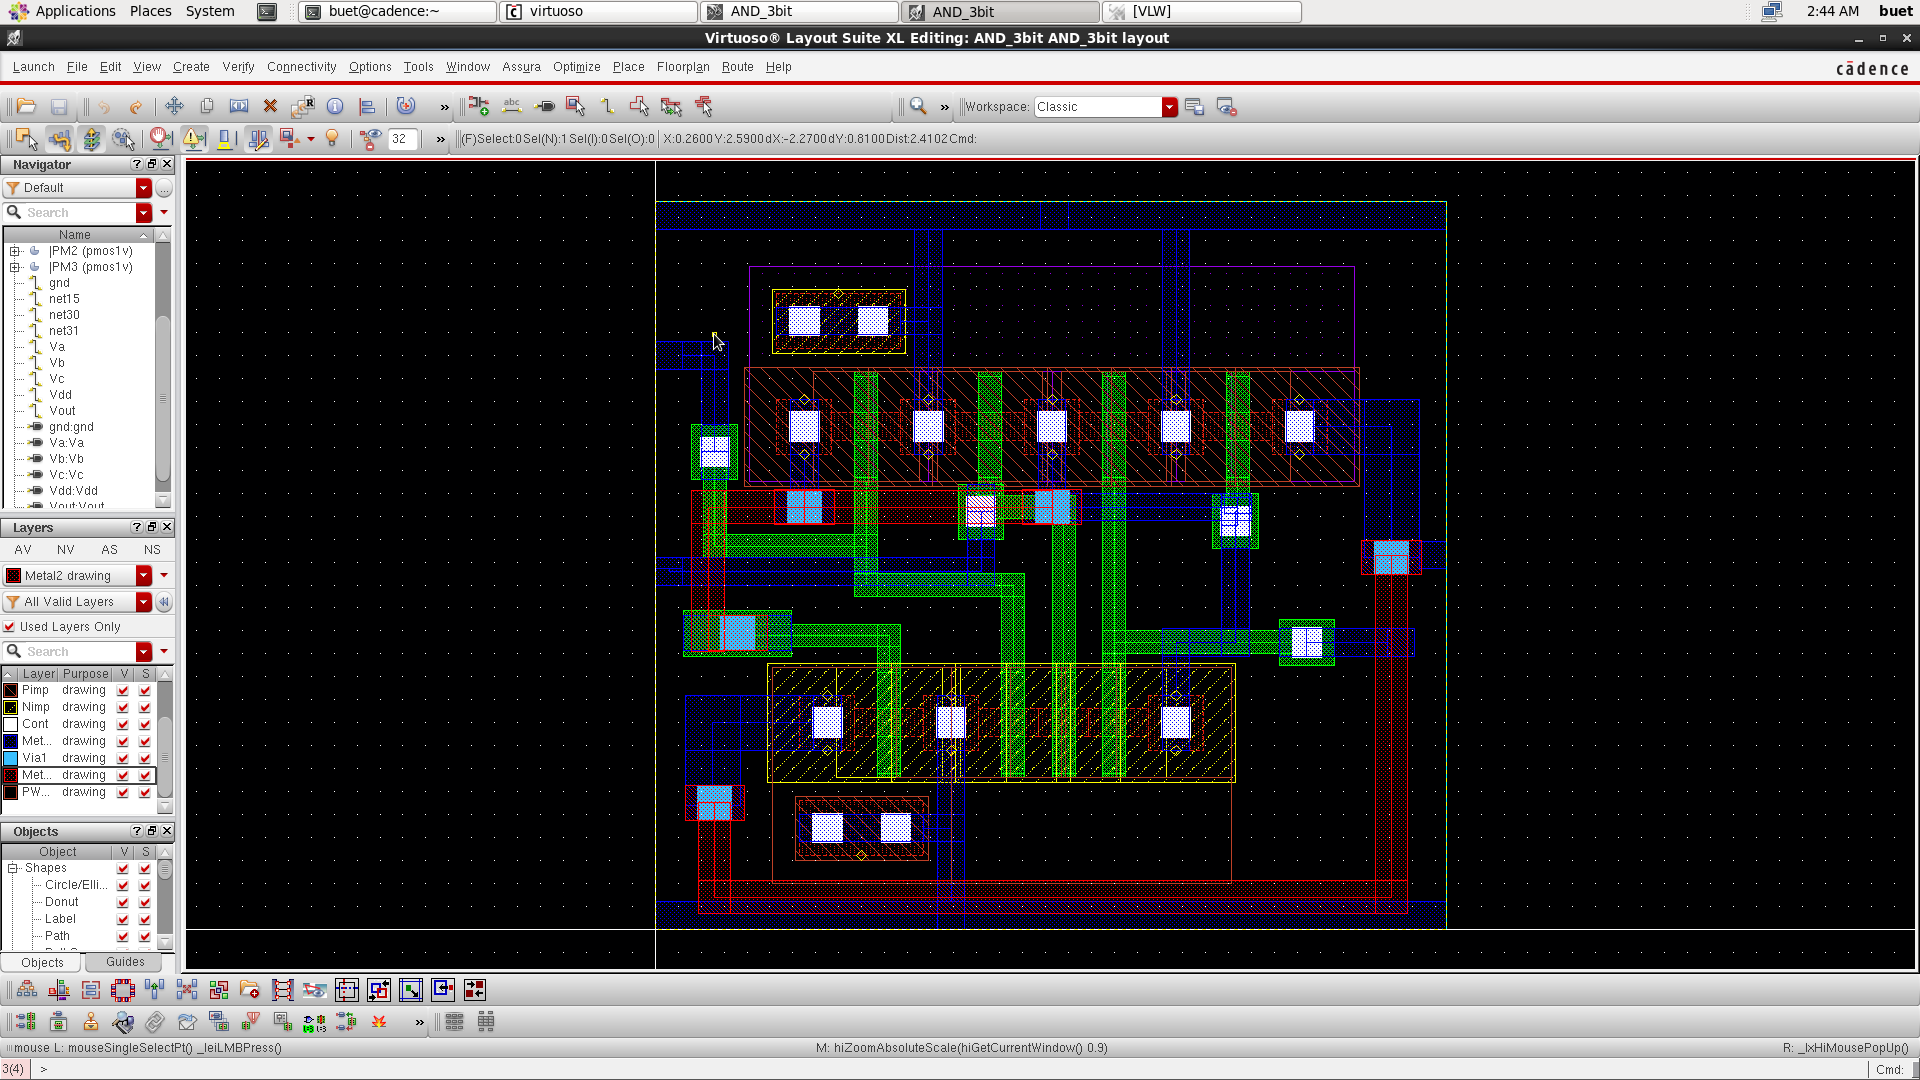 Applications Places System buet@cadence:~ virtuoso AND_3bit AND_3bit [VLW] 2:44 AM buet
Virtuoso® Layout Suite XL Editing: AND_3bit AND_3bit layout
Launch File Edit View Create Verify Connectivity Options Tools Window Assura Optimize Place Floorplan Route Help cādence
» » Workspace: Classic
32 » (F)Select:0 Sel(N):1 Sel(I):0 Sel(O):0 X:0.2600 Y:2.5900 dX:-2.2700 dY:0.8100 Dist:2.4102 Cmd:
Navigator
Default
Search
Name
|PM2 (pmos1v)
|PM3 (pmos1v)
gnd
net15
net30
net31
Va
Vb
Vc
Vdd
Vout
gnd:gnd
Va:Va
Vb:Vb
Vc:Vc
Vdd:Vdd
Vout:Vout
Layers
AV NV AS NS
Metal2 drawing
All Valid Layers
Used Layers Only
Search
Layer Purpose V S
Pimp drawing
Nimp drawing
Cont drawing
Met... drawing
Via1 drawing
Met... drawing
PW... drawing
Objects
Object V S
Shapes
Circle/Elli...
Donut
Label
Path
Objects Guides
»
mouse L: mouseSingleSelectPt() _leiLMBPress() M: hiZoomAbsoluteScale(hiGetCurrentWindow() 0.9) R: _lxHiMousePopUp()
3(4) > Cmd: